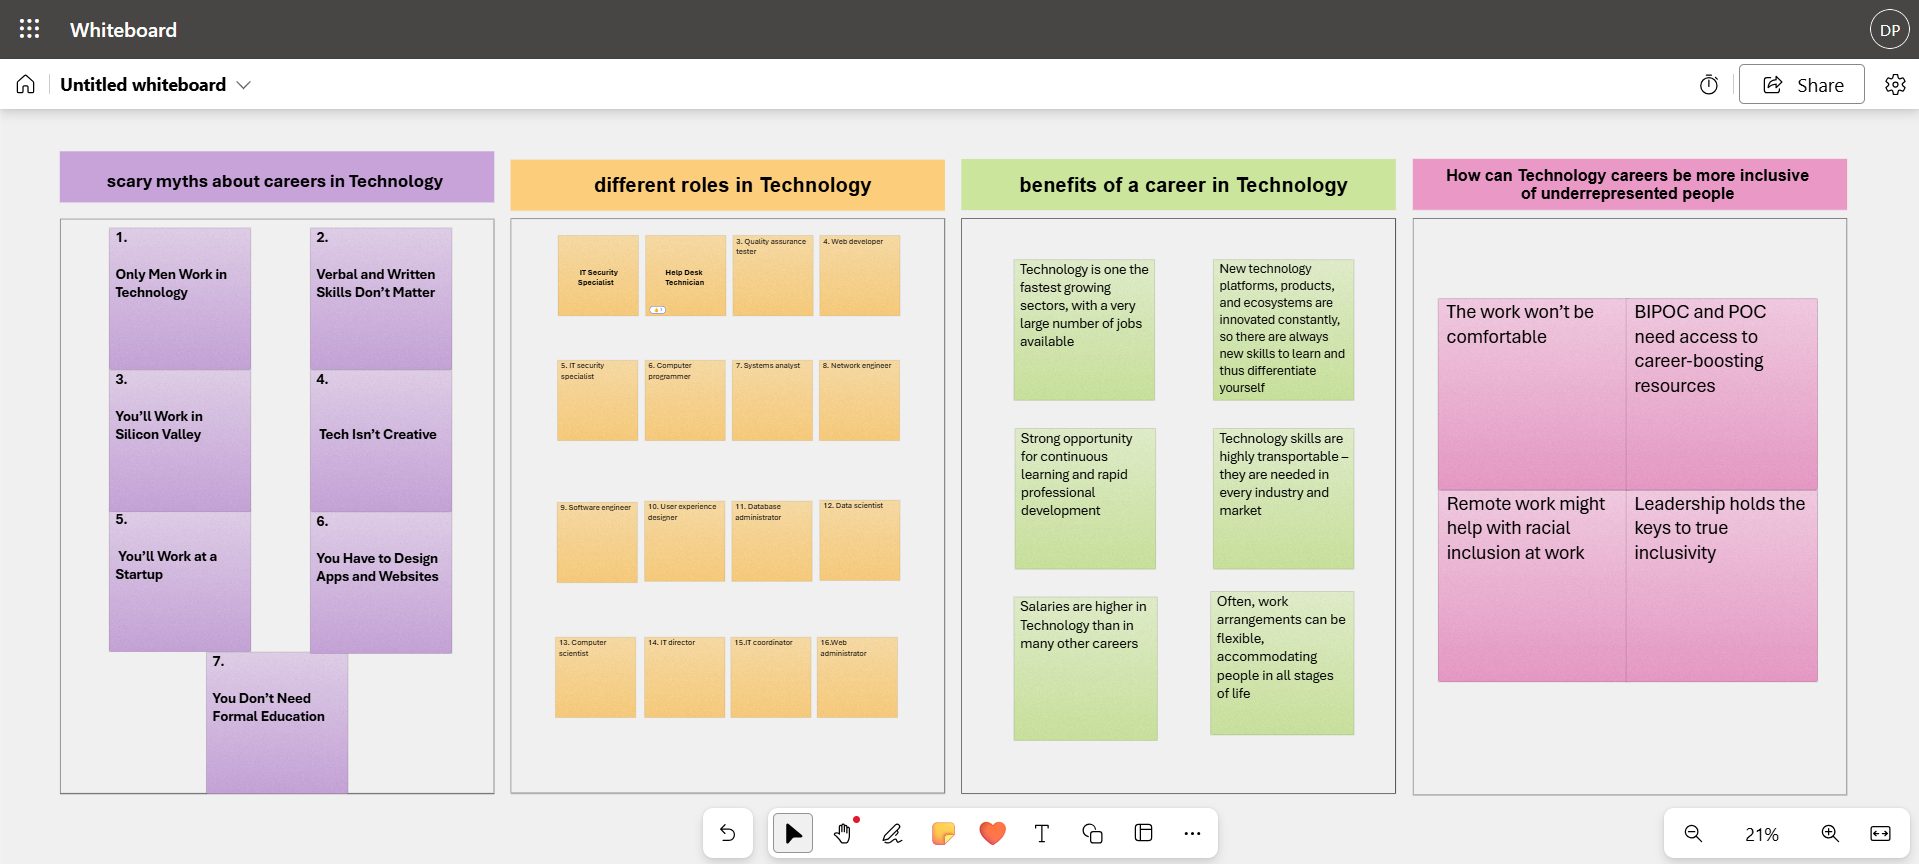 Whiteboard
DP
Untitled whiteboard
Share
scary myths about careers in Technology
1.
Only Men Work in
Technology
2.
Verbal and Written
Skills Don’t Matter
3.
You’ll Work in
Silicon Valley
4.
Tech Isn’t Creative
5.
You’ll Work at a
Startup
6.
You Have to Design
Apps and Websites
7.
You Don’t Need
Formal Education
different roles in Technology
IT Security
Specialist
Help Desk
Technician
3. Quality assurance
tester
4. Web developer
5. IT security
specialist
6. Computer
programmer
7. Systems analyst
8. Network engineer
9. Software engineer
10. User experience
designer
11. Database
administrator
12. Data scientist
13. Computer
scientist
14. IT director
15.IT coordinator
16.Web
administrator
benefits of a career in Technology
Technology is one the
fastest growing
sectors, with a very
large number of jobs
available
New technology
platforms, products,
and ecosystems are
innovated constantly,
so there are always
new skills to learn and
thus differentiate
yourself
Strong opportunity
for continuous
learning and rapid
professional
development
Technology skills are
highly transportable –
they are needed in
every industry and
market
Salaries are higher in
Technology than in
many other careers
Often, work
arrangements can be
flexible,
accommodating
people in all stages
of life
How can Technology careers be more inclusive
of underrepresented people
The work won’t be
comfortable
BIPOC and POC
need access to
career-boosting
resources
Remote work might
help with racial
inclusion at work
Leadership holds the
keys to true
inclusivity
21%